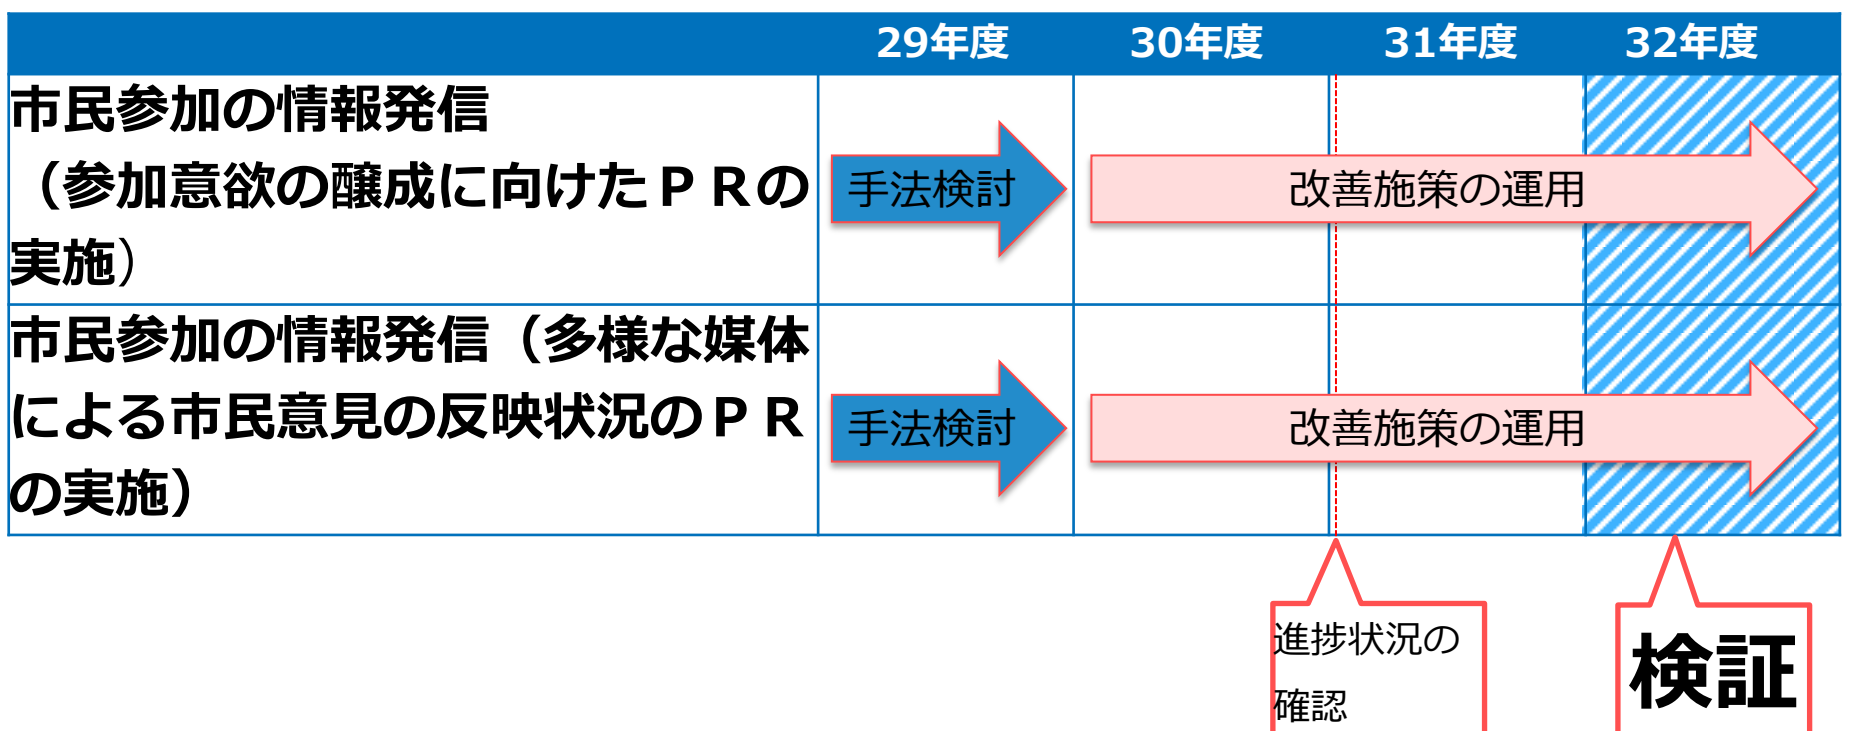 29年度 30年度 31年度 32年度
市民参加の情報発信
（参加意欲の醸成に向けたＰＲの
実施）
手法検討
改善施策の運用
市民参加の情報発信（多様な媒体
による市民意見の反映状況のＰＲ
の実施）
手法検討
改善施策の運用
進捗状況の
確認
検証